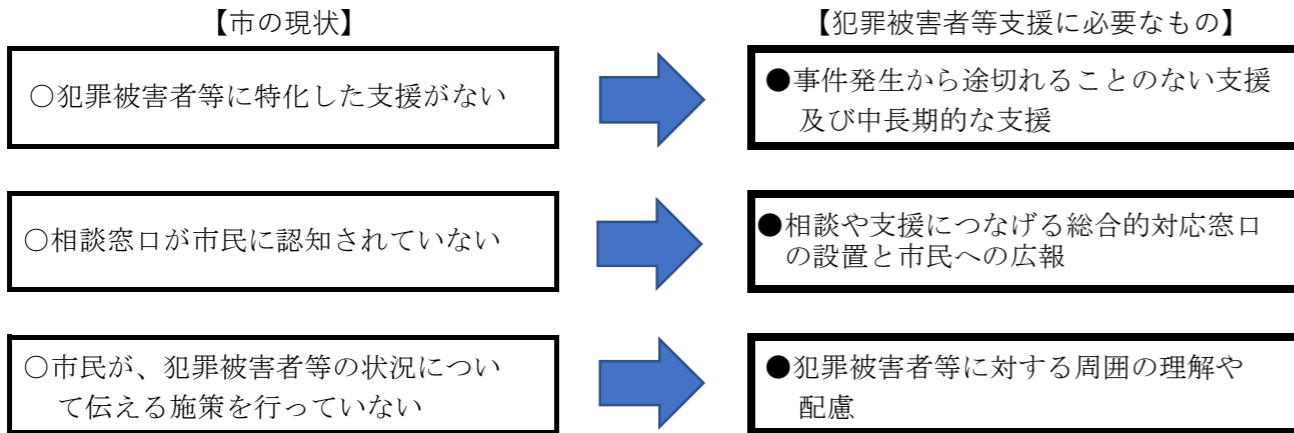 【市の現状】
【犯罪被害者等支援に必要なもの】
○犯罪被害者等に特化した支援がない
●事件発生から途切れることのない支援
及び中長期的な支援
○相談窓口が市民に認知されていない
●相談や支援につなげる総合的対応窓口
の設置と市民への広報
○市民が、犯罪被害者等の状況につい
て伝える施策を行っていない
●犯罪被害者等に対する周囲の理解や
配慮